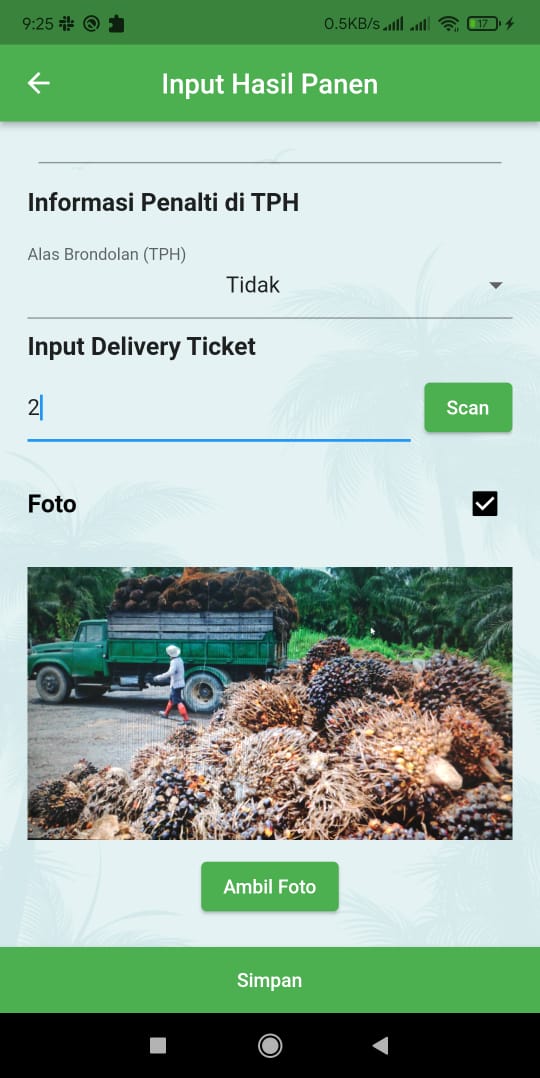 9:25
0.5KB/s
17
Input Hasil Panen
Informasi Penalti di TPH
Alas Brondolan (TPH)
Tidak
Input Delivery Ticket
2
Scan
Foto
Ambil Foto
Simpan